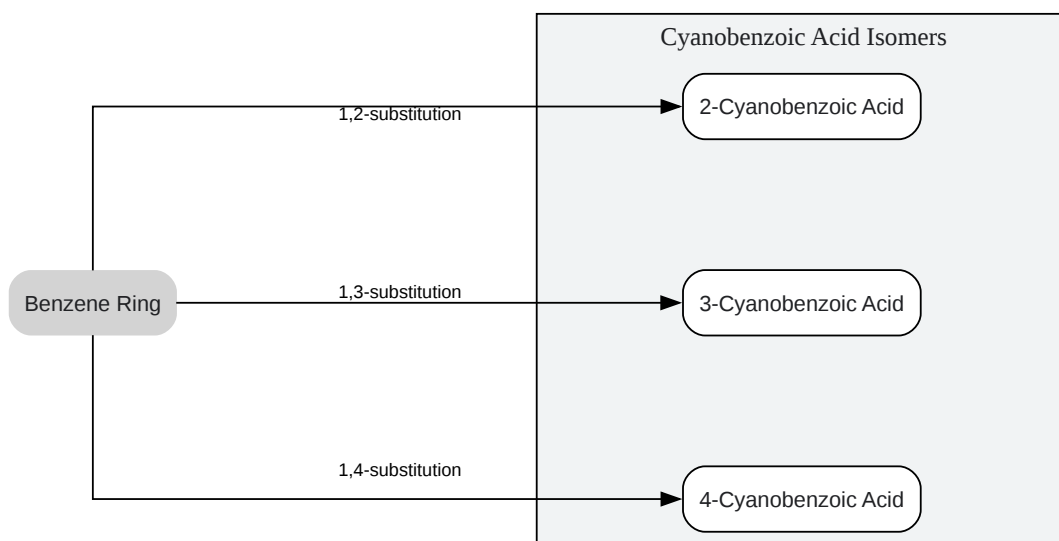 Cyanobenzoic Acid Isomers
2-Cyanobenzoic Acid
1,2-substitution
Benzene Ring
1,3-substitution
3-Cyanobenzoic Acid
1,4-substitution
4-Cyanobenzoic Acid